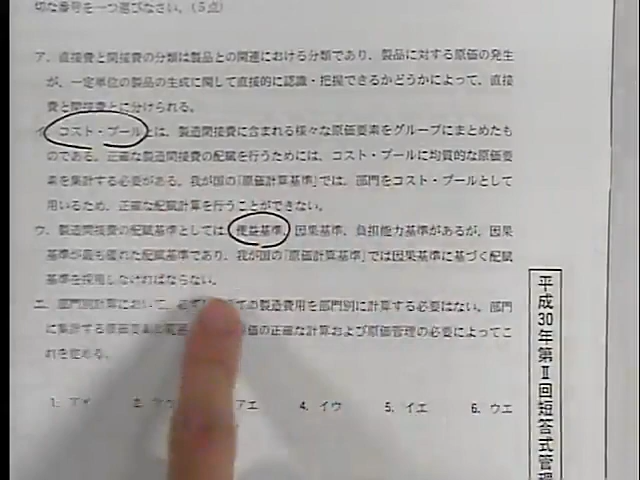 切な番号を一つ選びなさい。(5点)
ア．直接費と間接費の分類は製品との関連における分類であり、製品に対する原価の発生
が、一定単位の製品の生成に関して直接的に認識・把握できるかどうかによって、直接
費と間接費とに分けられる。
イ．コスト・プールとは、製造間接費に含まれる様々な原価要素をグループにまとめたも
のである。正確な製造間接費の配賦を行うためには、コスト・プールに均質的な原価要
素を集計する必要がある。我が国の「原価計算基準」では、部門をコスト・プールとして
用いるため、正確な配賦計算を行うことができない。
ウ．製造間接費の配賦基準としては、便益基準、因果基準、負担能力基準があるが、因果
基準が最も優れた配賦基準であり、我が国の「原価計算基準」では因果基準に基づく配賦
基準を採用しなければならない。
エ．部門別計算において、必ずの製造費用を部門別に計算する必要はない。部門
に集計する原価価の正確な計算および原価管理の必要によってこ
れを定める。
1．アイ 2．ア アエ 4．イウ 5．イエ 6．ウエ
平成30年第Ⅱ回短答式管理